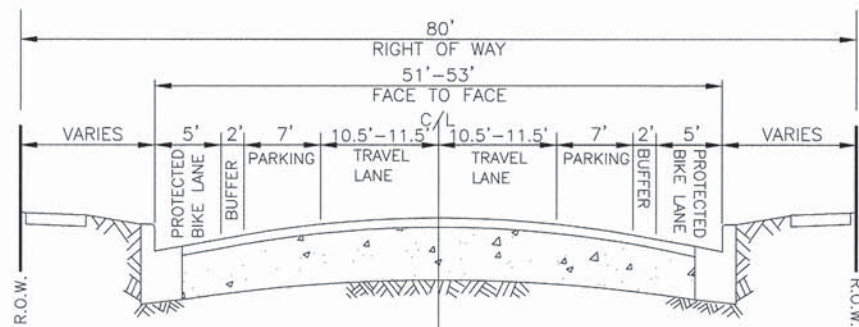 80'
RIGHT OF WAY
51'-53'
FACE TO FACE
C/L
VARIES
5'
2'
7'
10.5'-11.5'
10.5'-11.5'
7'
2'
5'
VARIES
PROTECTED
BIKE LANE
BUFFER
PARKING
TRAVEL
LANE
TRAVEL
LANE
PARKING
BUFFER
PROTECTED
BIKE LANE
R.O.W.
R.O.W.